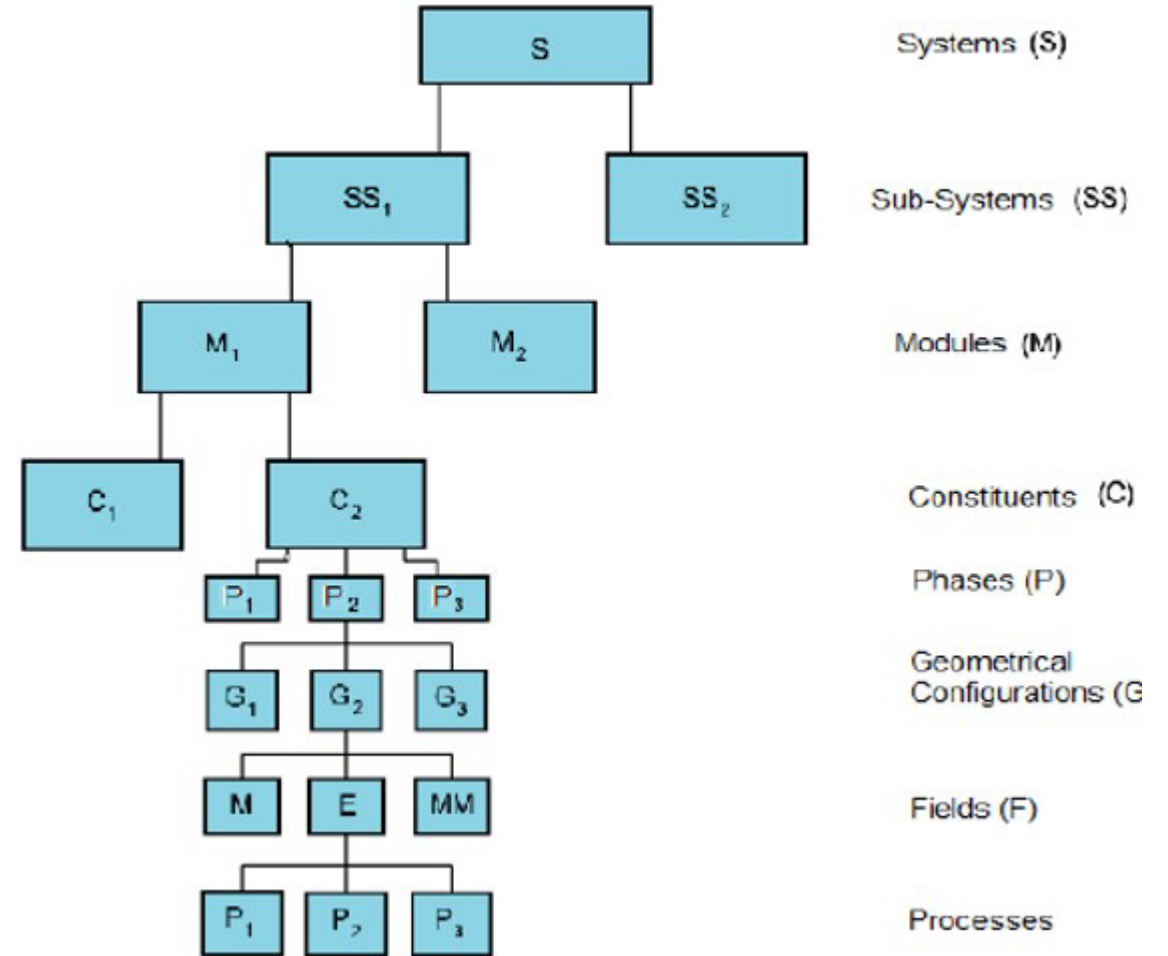 S
Systems (S)
SS₁
SS₂
Sub-Systems (SS)
M₁
M₂
Modules (M)
C₁
C₂
Constituents (C)
P₁
P₂
P₃
Phases (P)
G₁
G₂
G₃
Geometrical
Configurations (G
M
E
MM
Fields (F)
P₁
P₂
P₃
Processes